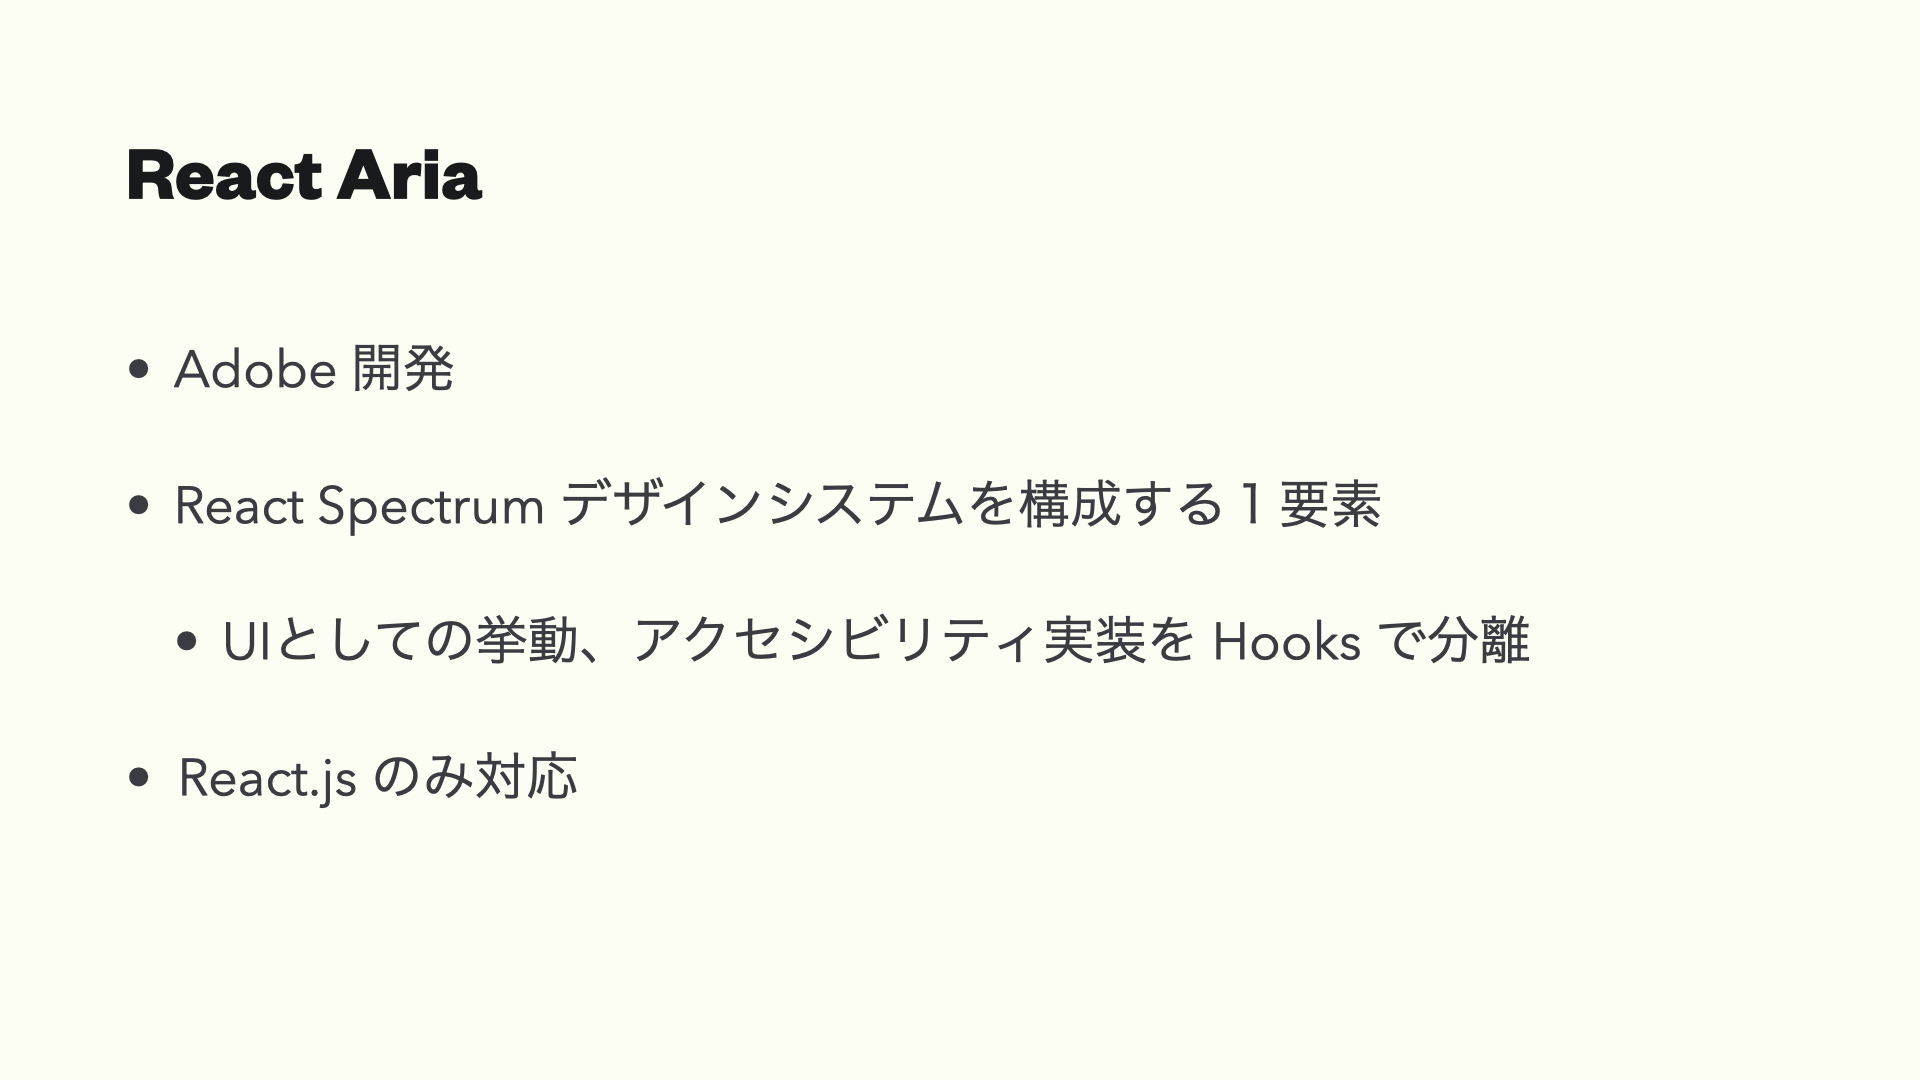 React Aria
• Adobe 開発
• React Spectrum デザインシステムを構成する１要素
• UIとしての挙動、アクセシビリティ実装を Hooks で分離
• React.js のみ対応